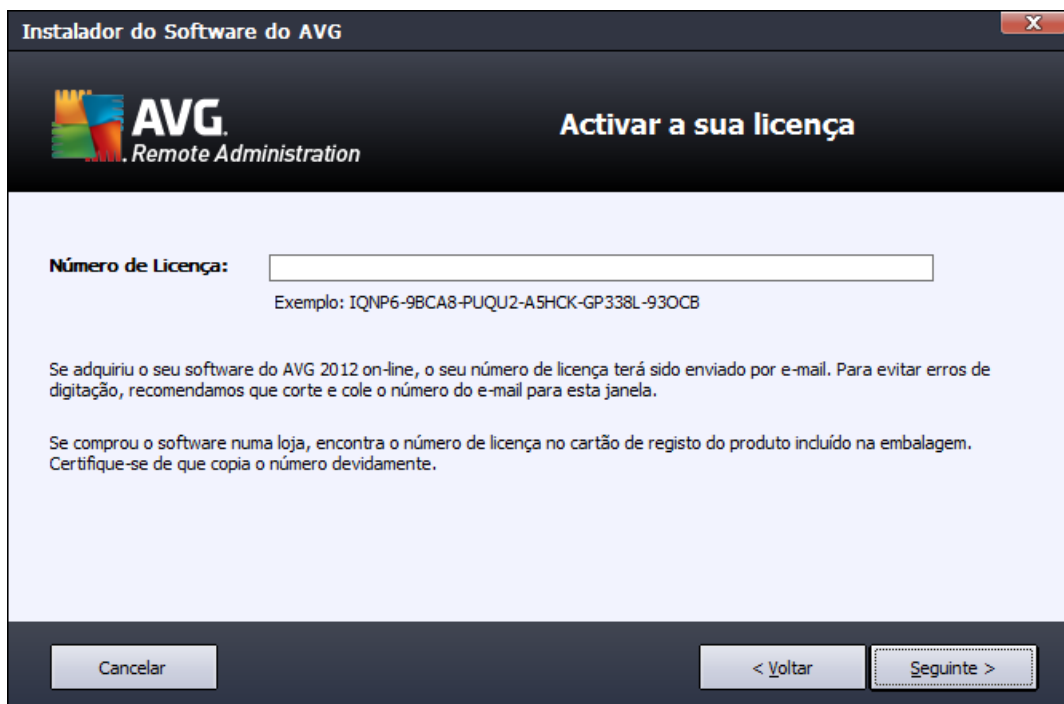 Instalador do Software do AVG
X
AVG.
Remote Administration
Activar a sua licença
Número de Licença:
Exemplo: IQNP6-9BCA8-PUQU2-A5HCK-GP338L-93OCB
Se adquiriu o seu software do AVG 2012 on-line, o seu número de licença terá sido enviado por e-mail. Para evitar erros de
digitação, recomendamos que corte e cole o número do e-mail para esta janela.
Se comprou o software numa loja, encontra o número de licença no cartão de registo do produto incluído na embalagem.
Certifique-se de que copia o número devidamente.
Cancelar
< Voltar
Seguinte >